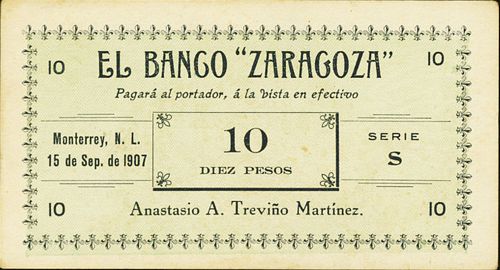 10 EL BANCO "ZARAGOZA" 10
Pagará al portador, á la vista en efectivo
Monterrey, N. L.
15 de Sep. de 1907
10
DIEZ PESOS
SERIE
S
10 Anastasio A. Treviño Martínez. 10